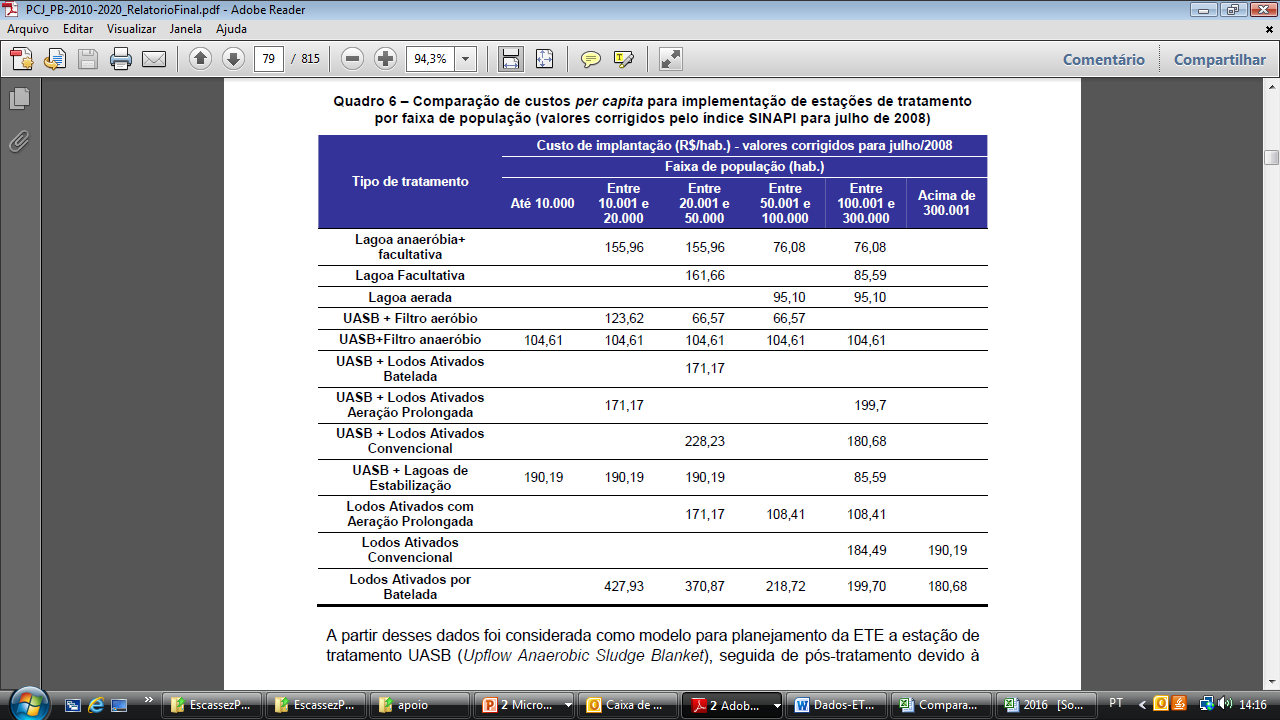 PCJ_PB-2010-2020_RelatorioFinal.pdf - Adobe Reader
Arquivo Editar Visualizar Janela Ajuda
79 / 815 94,3% Comentário Compartilhar
Quadro 6 – Comparação de custos per capita para implementação de estações de tratamento
por faixa de população (valores corrigidos pelo índice SINAPI para julho de 2008)
Tipo de tratamento
Custo de implantação (R$/hab.) - valores corrigidos para julho/2008
Faixa de população (hab.)
Até 10.000
Entre
10.001 e
20.000
Entre
20.001 e
50.000
Entre
50.001 e
100.000
Entre
100.001 e
300.000
Acima de
300.001
Lagoa anaeróbia+
facultativa
155,96 155,96 76,08 76,08
Lagoa Facultativa 161,66 85,59
Lagoa aerada 95,10 95,10
UASB + Filtro aeróbio 123,62 66,57 66,57
UASB+Filtro anaeróbio 104,61 104,61 104,61 104,61 104,61
UASB + Lodos Ativados
Batelada
171,17
UASB + Lodos Ativados
Aeração Prolongada
171,17 199,7
UASB + Lodos Ativados
Convencional
228,23 180,68
UASB + Lagoas de
Estabilização
190,19 190,19 190,19 85,59
Lodos Ativados com
Aeração Prolongada
171,17 108,41 108,41
Lodos Ativados
Convencional
184,49 190,19
Lodos Ativados por
Batelada
427,93 370,87 218,72 199,70 180,68
A partir desses dados foi considerada como modelo para planejamento da ETE a estação de
tratamento UASB (Upflow Anaerobic Sludge Blanket), seguida de pós-tratamento devido à
EscassezP... EscassezP... apoio 2 Micro... Caixa de ... 2 Adob... Dados-ET... Compara... 2016 [So... PT 14:16